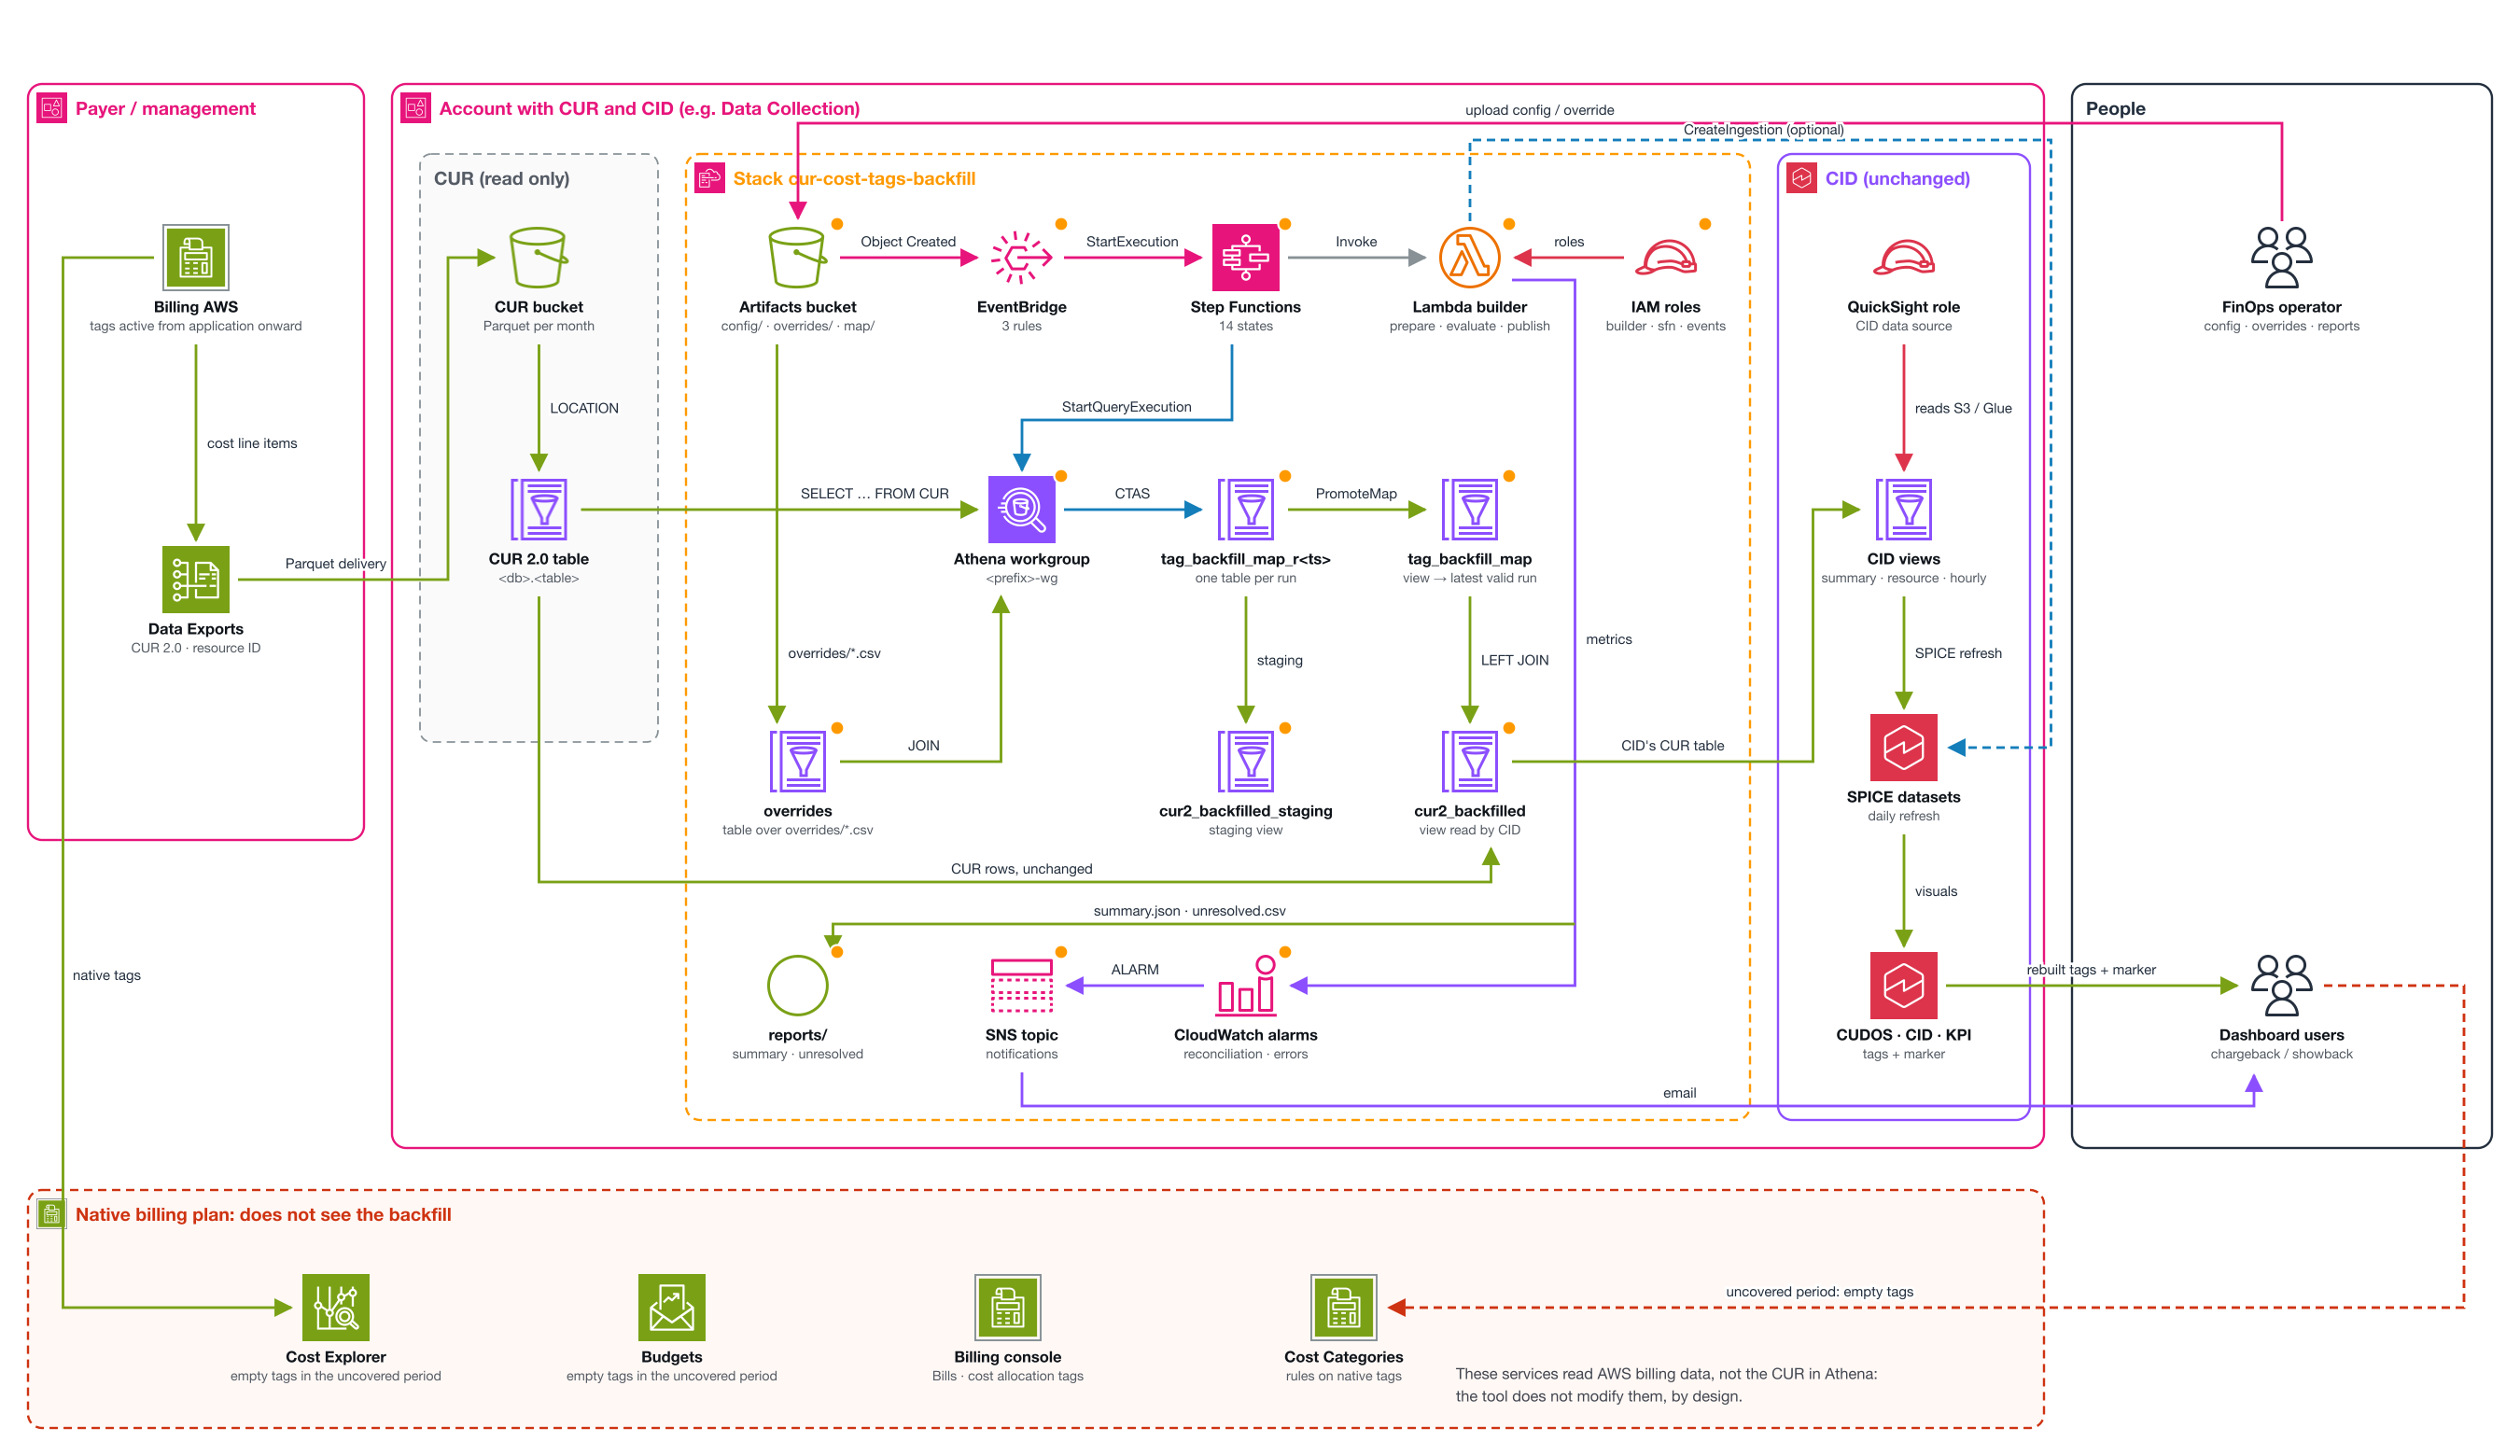 Payer / management
Account with CUR and CID (e.g. Data Collection)
People
upload config / override
CreateIngestion (optional)
CUR (read only)
Stack cur-cost-tags-backfill
CID (unchanged)
Object Created
StartExecution
Invoke
roles
Billing AWS
tags active from application onward
CUR bucket
Parquet per month
Artifacts bucket
config/ · overrides/ · map/
EventBridge
3 rules
Step Functions
14 states
Lambda builder
prepare · evaluate · publish
IAM roles
builder · sfn · events
QuickSight role
CID data source
FinOps operator
config · overrides · reports
cost line items
LOCATION
StartQueryExecution
reads S3 / Glue
SELECT … FROM CUR
CTAS
PromoteMap
Parquet delivery
CUR 2.0 table
<db>.<table>
Athena workgroup
<prefix>-wg
tag_backfill_map_r<ts>
one table per run
tag_backfill_map
view → latest valid run
CID views
summary · resource · hourly
Data Exports
CUR 2.0 · resource ID
overrides/*.csv
staging
LEFT JOIN
metrics
SPICE refresh
JOIN
CID's CUR table
overrides
table over overrides/*.csv
cur2_backfilled_staging
staging view
cur2_backfilled
view read by CID
SPICE datasets
daily refresh
CUR rows, unchanged
visuals
summary.json · unresolved.csv
native tags
ALARM
rebuilt tags + marker
reports/
summary · unresolved
SNS topic
notifications
CloudWatch alarms
reconciliation · errors
CUDOS · CID · KPI
tags + marker
Dashboard users
chargeback / showback
email
Native billing plan: does not see the backfill
uncovered period: empty tags
Cost Explorer
empty tags in the uncovered period
Budgets
empty tags in the uncovered period
Billing console
Bills · cost allocation tags
Cost Categories
rules on native tags
These services read AWS billing data, not the CUR in Athena:
the tool does not modify them, by design.